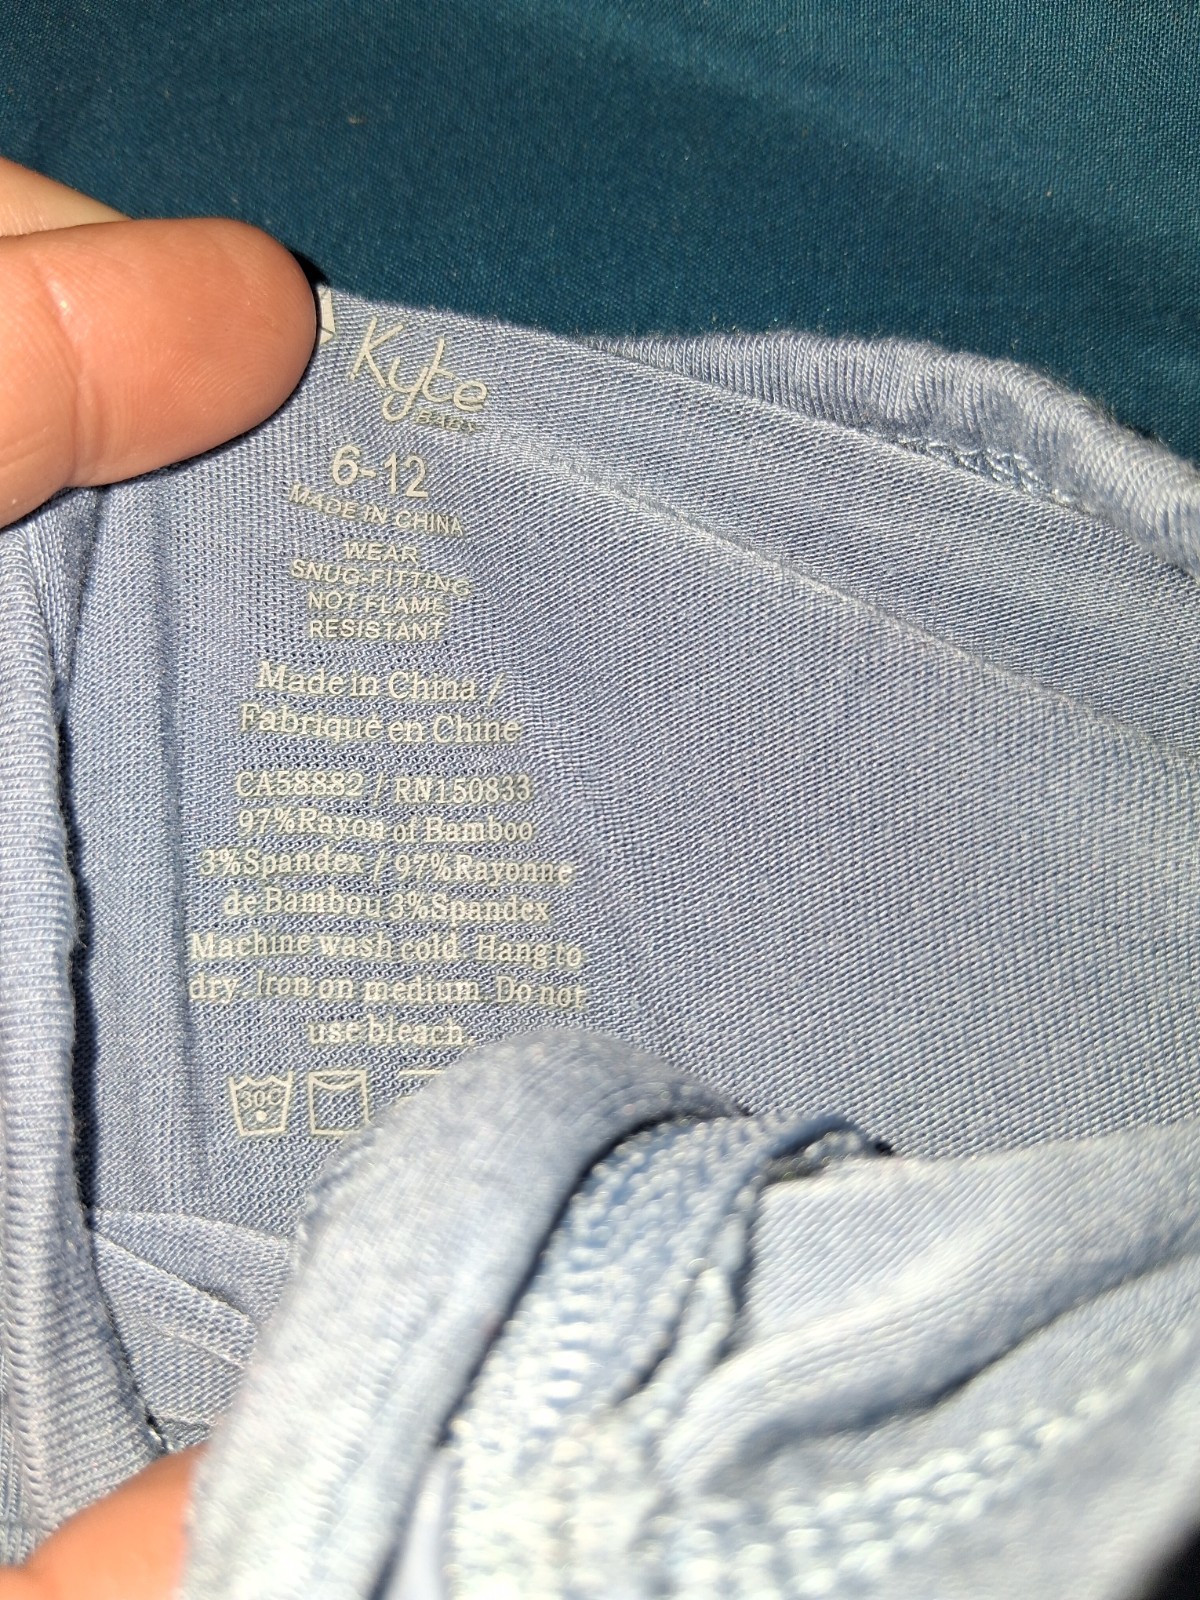 Kyte
BABY
6-12
MADE IN CHINA
WEAR
SNUG-FITTING
NOT FLAME
RESISTANT
Made in China /
Fabriqué en Chine
CA58882 / RN150833
97%Rayon of Bamboo
3%Spandex / 97%Rayonne
de Bambou 3%Spandex
Machine wash cold. Hang to
dry. Iron on medium. Do not
use bleach.
30C